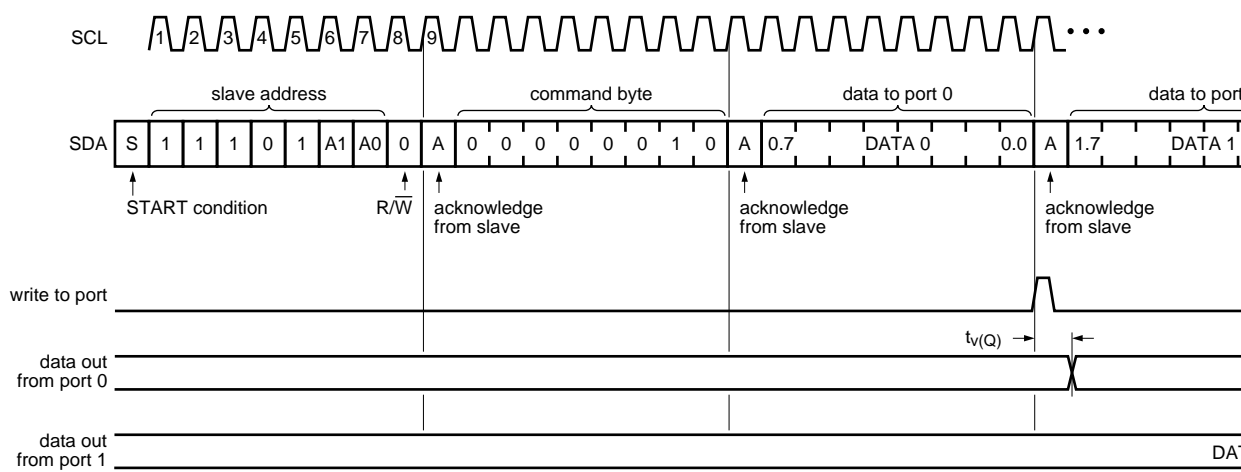 SCL 1 2 3 4 5 6 7 8 9 • • •
slave address command byte data to port 0 data to port
SDA S 1 1 1 0 1 A1 A0 0 A 0 0 0 0 0 0 1 0 A 0.7 DATA 0 0.0 A 1.7 DATA 1
START condition R/W̅ acknowledge from slave acknowledge from slave acknowledge from slave
write to port
tv(Q)
data out
from port 0
data out
from port 1
DAT